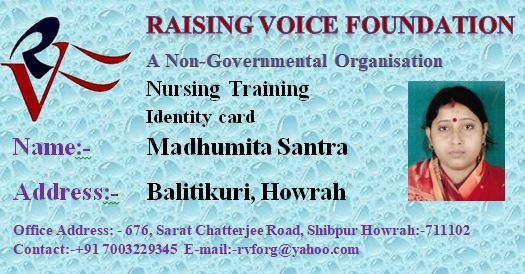 RAISING VOICE FOUNDATION
A Non-Governmental Organisation
Nursing Training
Identity card
Name:- Madhumita Santra
Address:- Balitikuri, Howrah
Office Address: - 676, Sarat Chatterjee Road, Shibpur Howrah:-711102
Contact:-+91 7003229345 E-mail:-rvforg@yahoo.com